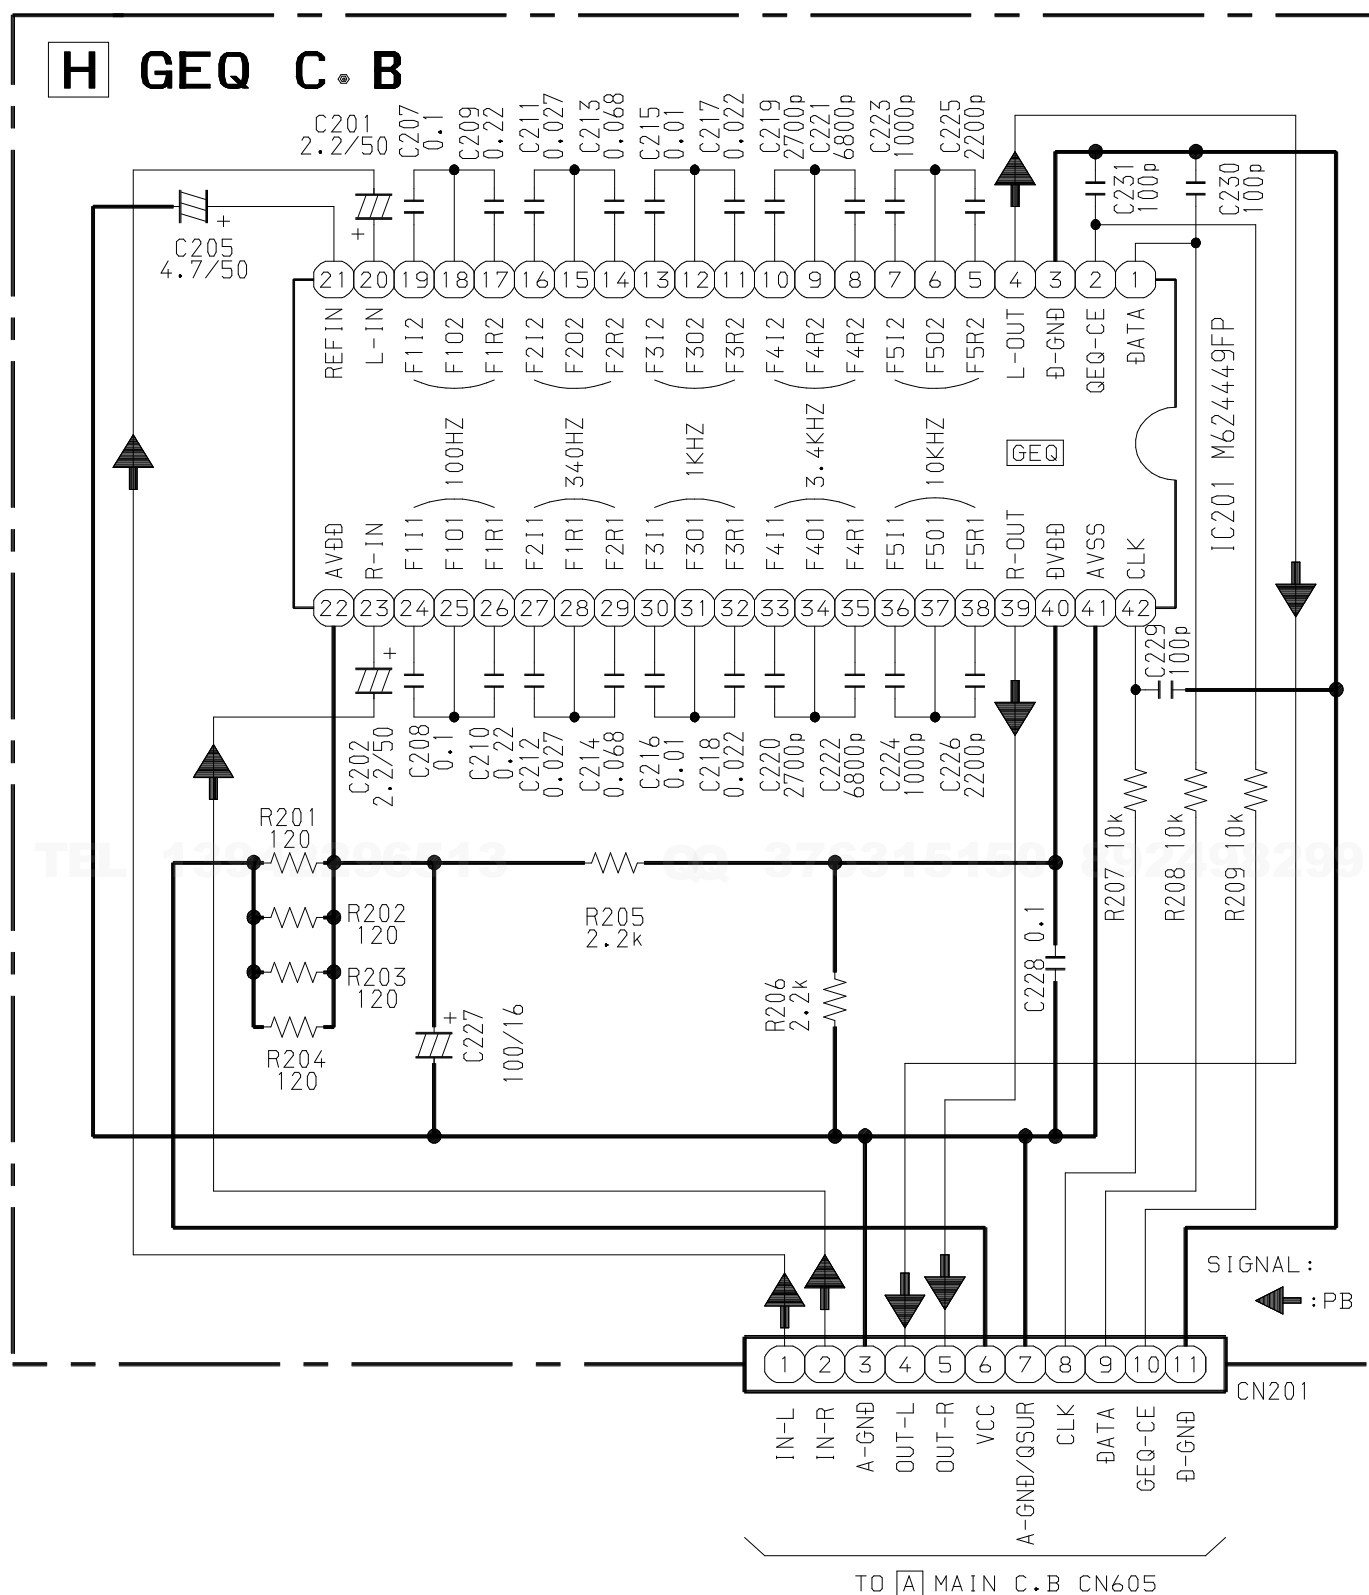 H GEQ C.B
C201
2.2/50
C207
0.1
C209
0.22
C211
0.027
C213
0.068
C215
0.01
C217
0.022
C219
2700p
C221
6800p
C223
1000p
C225
2200p
C231
100p
C230
100p
+
+
C205
4.7/50
21 20 19 18 17 16 15 14 13 12 11 10 9 8 7 6 5 4 3 2 1
REFIN
L-IN
F1I2
F1O2
F1R2
F2I2
F2O2
F2R2
F3I2
F3O2
F3R2
F4I2
F4R2
F4R2
F5I2
F5O2
F5R2
L-OUT
Đ-GNĐ
QEQ-CE
ĐATA
100HZ
340HZ
1KHZ
3.4KHZ
10KHZ
GEQ
IC201 M624449FP
AVĐĐ
R-IN
F1I1
F1O1
F1R1
F2I1
F1R1
F2R1
F3I1
F3O1
F3R1
F4I1
F4O1
F4R1
F5I1
F5O1
F5R1
R-OUT
ĐVĐĐ
AVSS
CLK
22 23 24 25 26 27 28 29 30 31 32 33 34 35 36 37 38 39 40 41 42
+
C229
100p
C202
2.2/50
C208
0.1
C210
0.22
C212
0.027
C214
0.068
C216
0.01
C218
0.022
C220
2700p
C222
6800p
C224
1000p
C226
2200p
R201
120
R202
120
R203
120
R204
120
R205
2.2k
R206
2.2k
+
C227
100/16
C228 0.1
R207 10k
R208 10k
R209 10k
SIGNAL:
:PB
1 2 3 4 5 6 7 8 9 10 11
CN201
IN-L
IN-R
A-GNĐ
OUT-L
OUT-R
VCC
A-GNĐ/QSUR
CLK
ĐATA
GEQ-CE
Đ-GNĐ
TO A MAIN C.B CN605